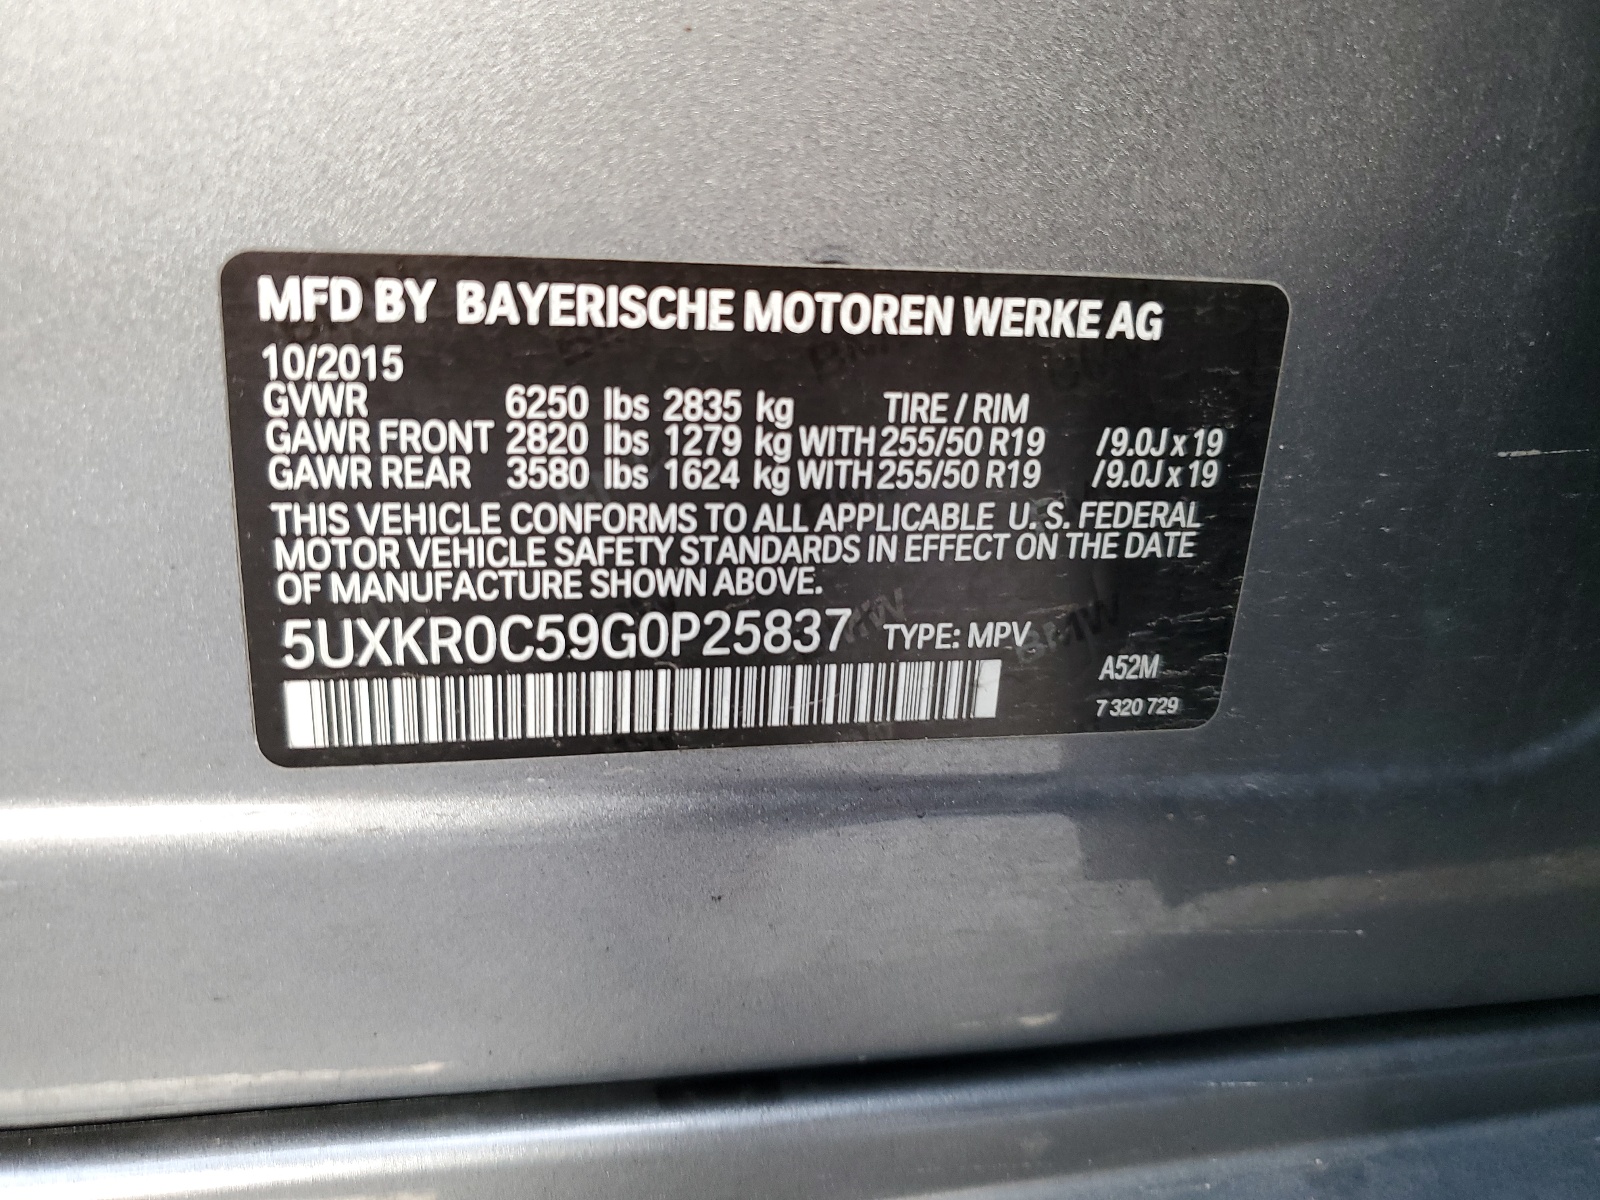 MFD BY BAYERISCHE MOTOREN WERKE AG
10/2015
GVWR 6250 lbs 2835 kg TIRE / RIM
GAWR FRONT 2820 lbs 1279 kg WITH 255/50 R19 /9.0J x 19
GAWR REAR 3580 lbs 1624 kg WITH 255/50 R19 /9.0J x 19
THIS VEHICLE CONFORMS TO ALL APPLICABLE U. S. FEDERAL
MOTOR VEHICLE SAFETY STANDARDS IN EFFECT ON THE DATE
OF MANUFACTURE SHOWN ABOVE.
5UXKR0C59G0P25837 TYPE: MPV
A52M
7 320 729